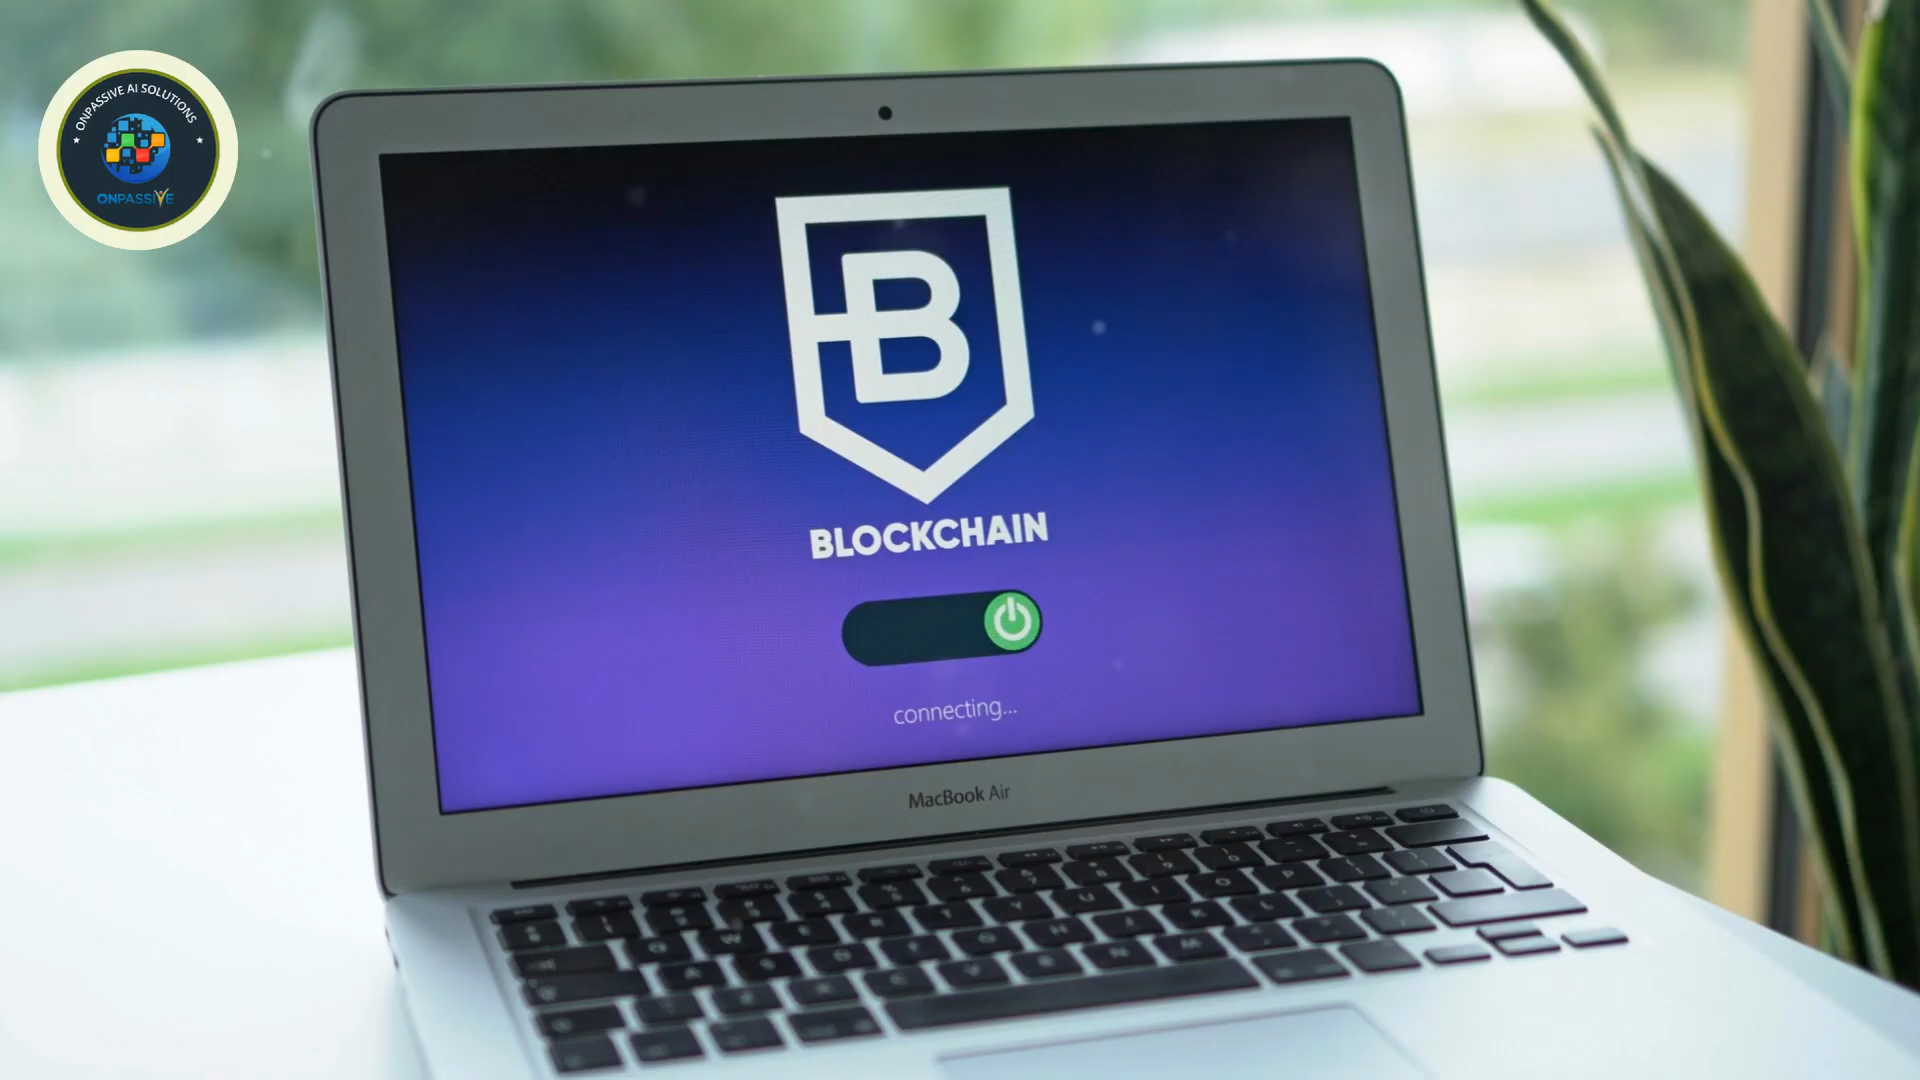 ONPASSIVE AI SOLUTIONS
ONPASSIVE
B
BLOCKCHAIN
connecting...
MacBook Air